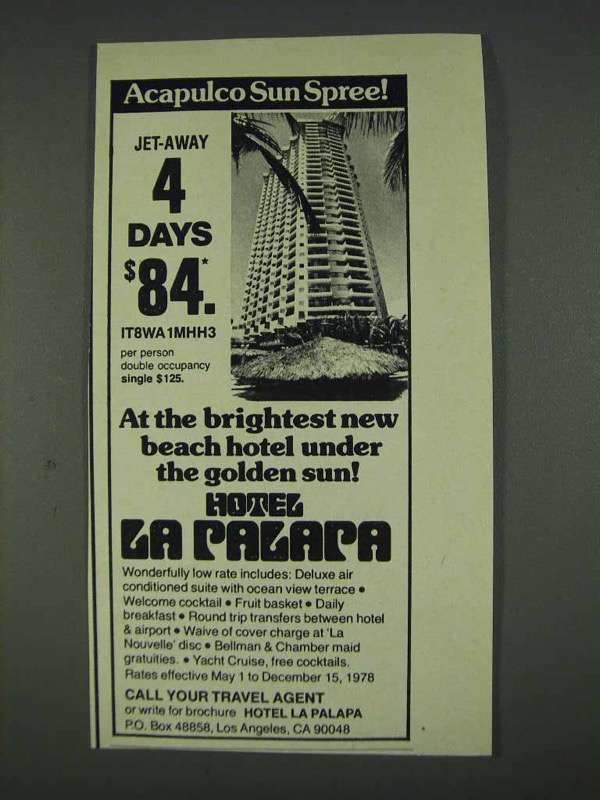 Acapulco Sun Spree!
JET-AWAY
4
DAYS
$84.*
IT8WA1MHH3
per person
double occupancy
single $125.
At the brightest new
beach hotel under
the golden sun!
HOTEL
LA PALAPA
Wonderfully low rate includes: Deluxe air
conditioned suite with ocean view terrace •
Welcome cocktail • Fruit basket • Daily
breakfast • Round trip transfers between hotel
& airport • Waive of cover charge at 'La
Nouvelle' disc • Bellman & Chamber maid
gratuities. • Yacht Cruise, free cocktails.
Rates effective May 1 to December 15, 1978
CALL YOUR TRAVEL AGENT
or write for brochure HOTEL LA PALAPA
P.O. Box 48858, Los Angeles, CA 90048